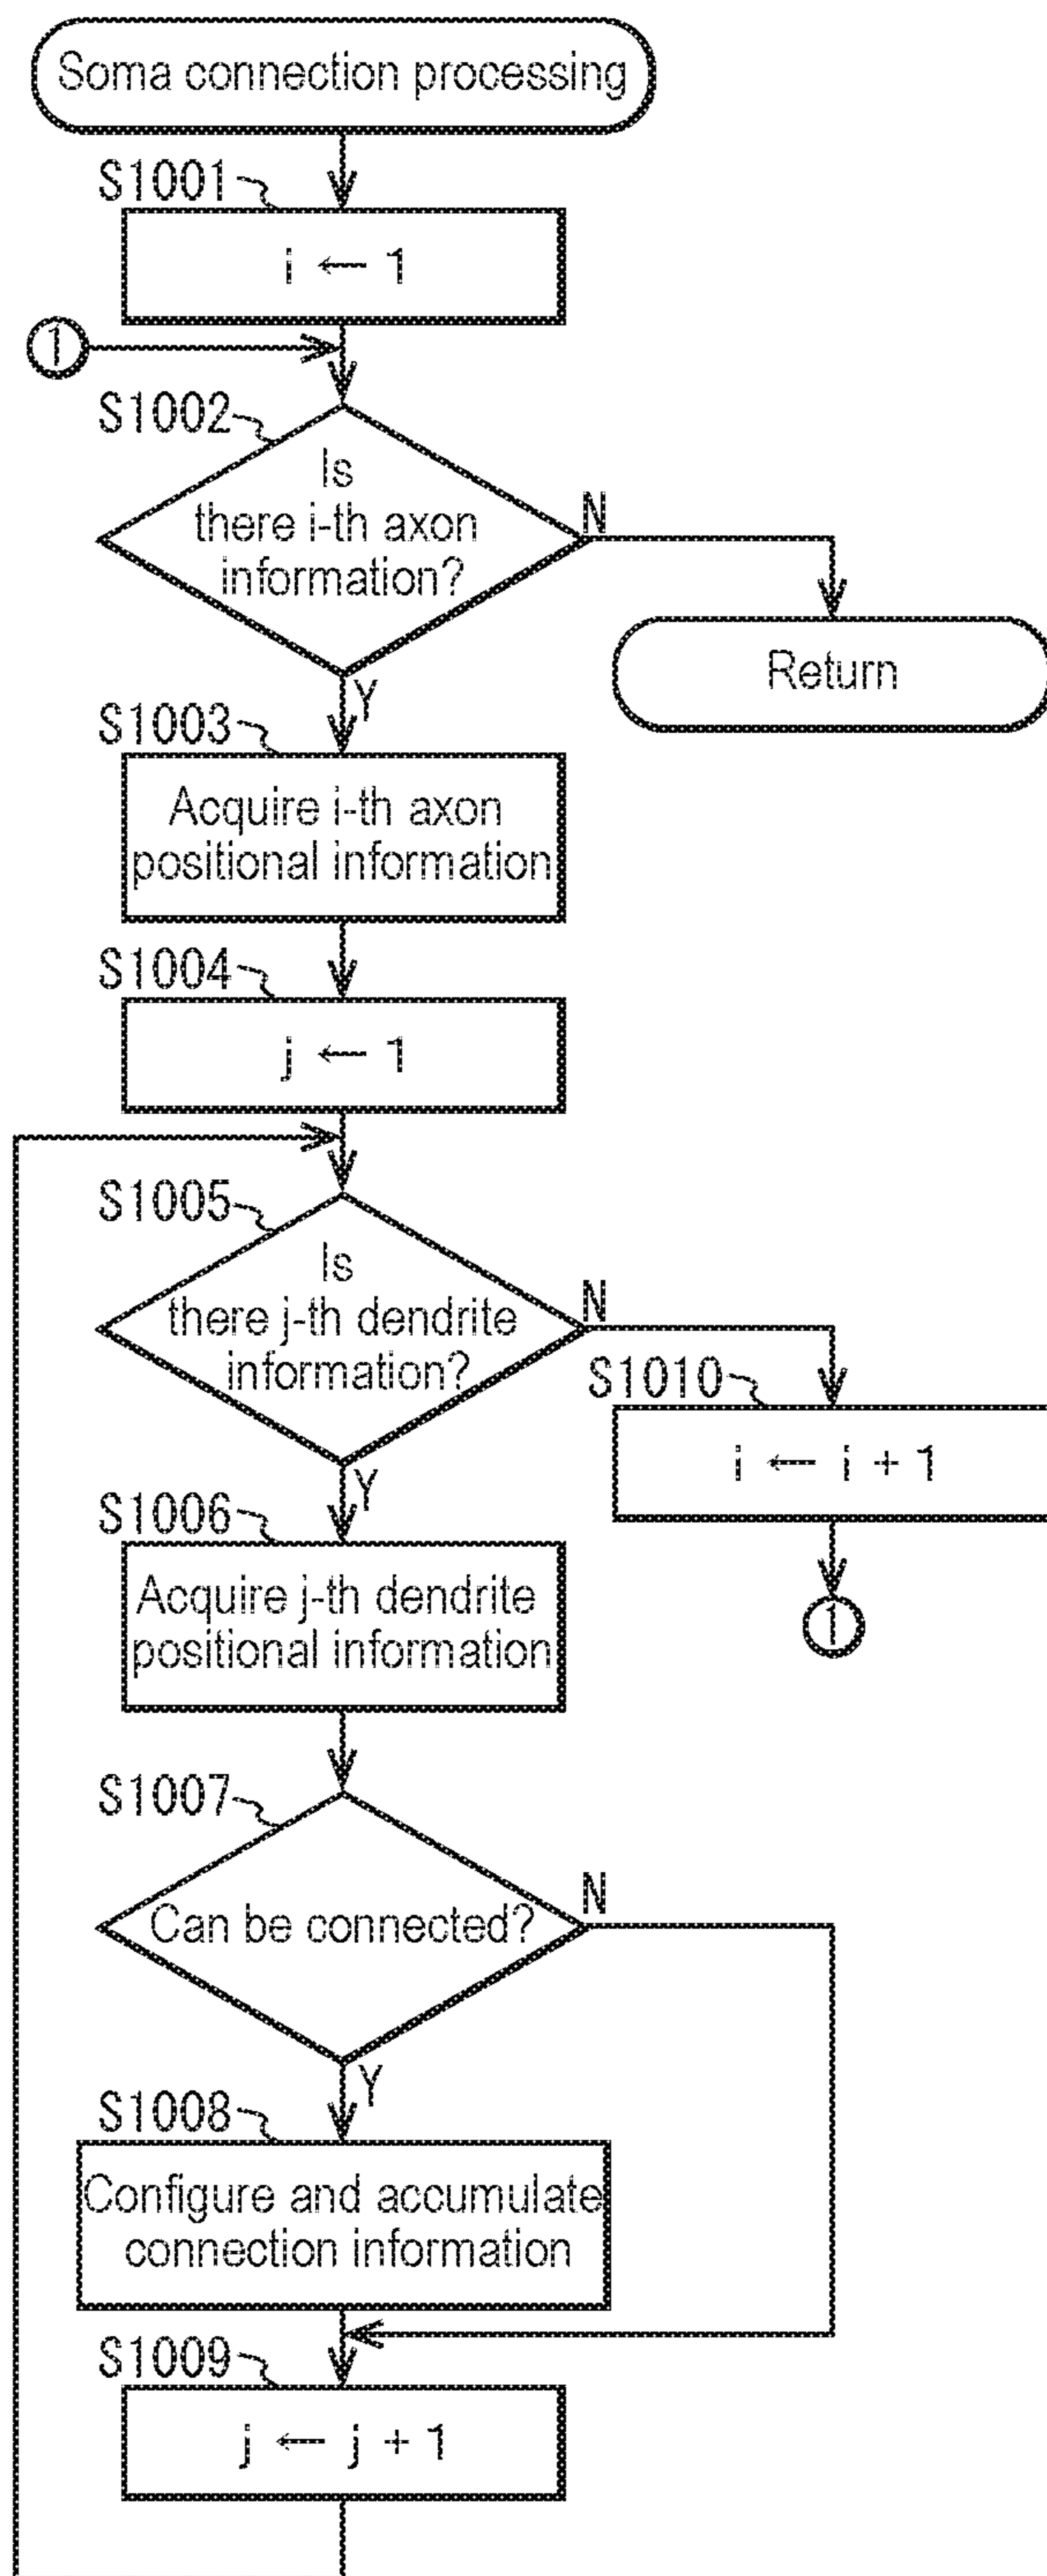 Soma connection processing
S1001
i ← 1
1
S1002
Is
there i-th axon
information?
N
Return
Y
S1003
Acquire i-th axon
positional information
S1004
j ← 1
S1005
Is
there j-th dendrite
information?
N
S1010
i ← i + 1
1
Y
S1006
Acquire j-th dendrite
positional information
S1007
Can be connected?
N
Y
S1008
Configure and accumulate
connection information
S1009
j ← j + 1